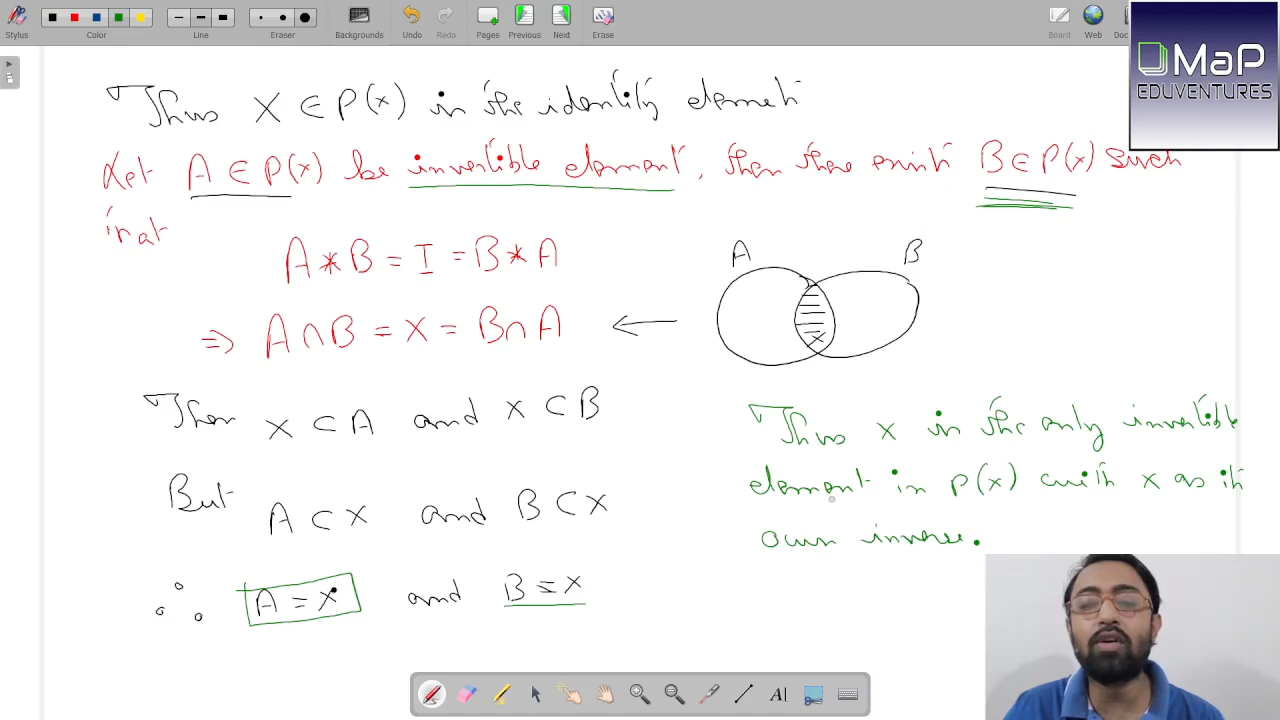 Stylus
Color
Line
Eraser
Backgrounds
Undo
Redo
Pages
Previous
Next
Erase
Board
Web
MaP
EDUVENTURES
Thus X ∈ P(x) is the identity element
Let A ∈ P(x) be invertible element, then there exists B ∈ P(x) such
that
A * B = I = B * A
⇒ A ∩ B = X = B ∩ A
A
B
x
Then X ⊂ A and X ⊂ B
But A ⊂ X and B ⊂ X
∴ A = X and B = X
Thus X is the only invertible
element in P(x) with X as its
own inverse.
AI